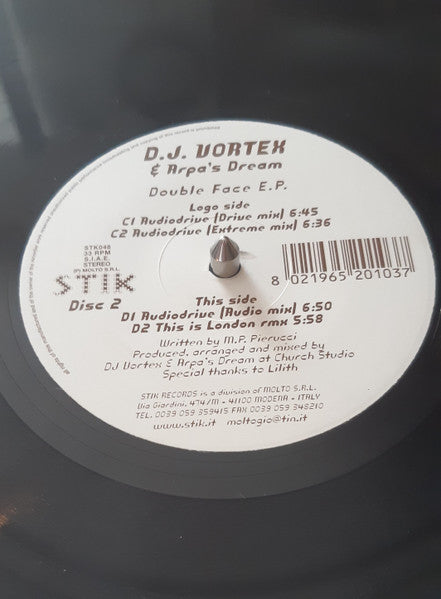 D.J. VORTEX
& Arpa's Dream
Double Face E.P.
Logo side
C1 Audiodrive (Drive mix) 6:45
C2 Audiodrive (Extreme mix) 6:36
STK048
33 RPM
S.I.A.E.
STEREO
(P) MOLTO S.R.L.
STIK
Disc 2
8 021965 201037
This side
D1 Audiodrive (Audio mix) 6:50
D2 This is London rmx 5:58
Written by M.P. Pierucci
Produced, arranged and mixed by
DJ Vortex & Arpa's Dream at Church Studio
Special thanks to Lilith
STIK RECORDS is a division of MOLTO S.R.L.
Via Giardini, 474/M - 41100 MODENA - ITALY
TEL. 0039 059 359415 FAX 0039 059 348210
www.stik.it moltogio@tin.it